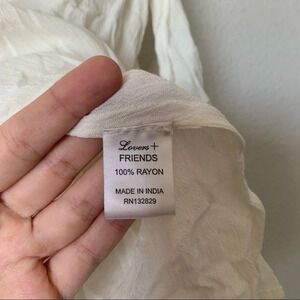 Lovers +
FRIENDS
100% RAYON
MADE IN INDIA
RN132829